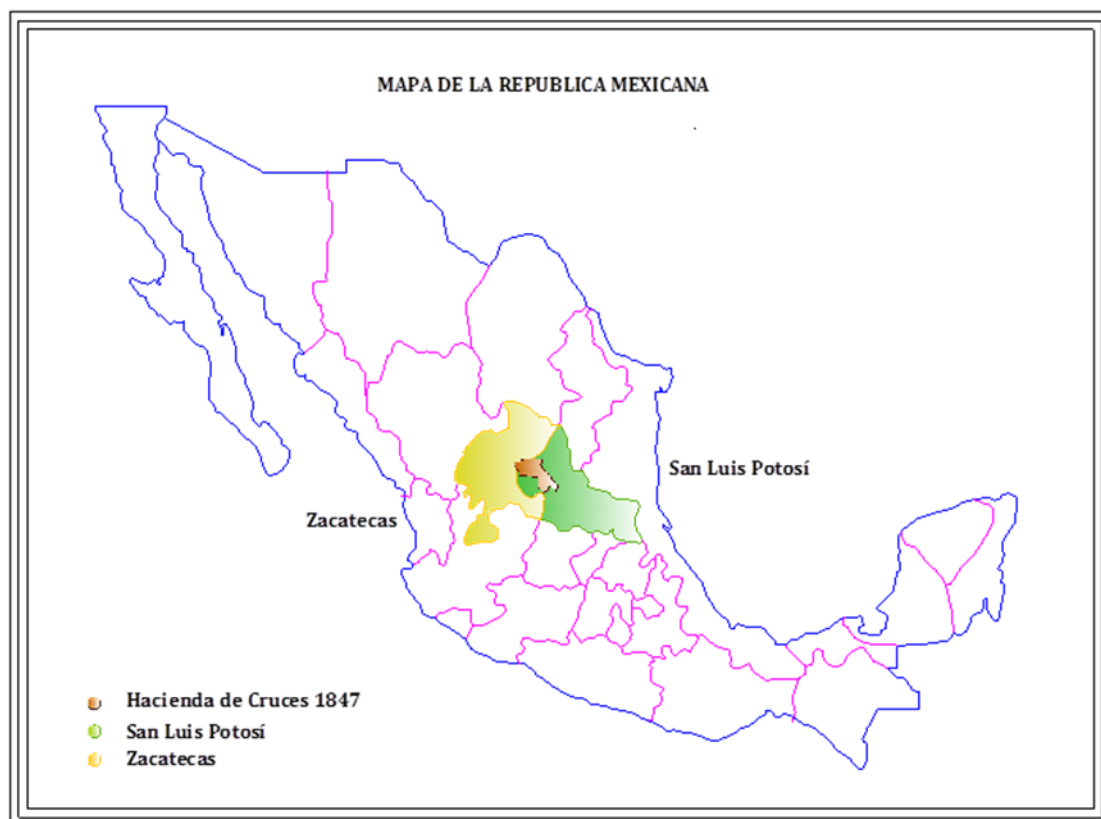 MAPA DE LA REPUBLICA MEXICANA
San Luis Potosí
Zacatecas
Hacienda de Cruces 1847
San Luis Potosí
Zacatecas